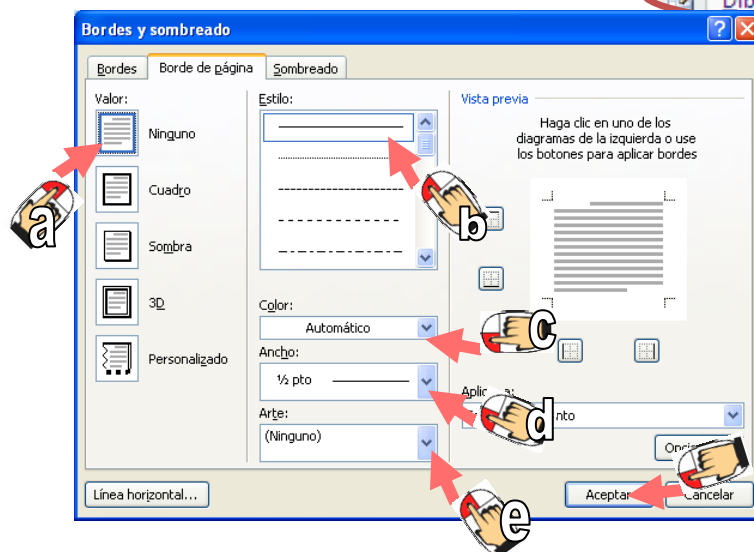 Dib
Bordes y sombreado
Bordes
Borde de página
Sombreado
Valor:
Ninguno
Cuadro
Sombra
3D
Personalizado
a
Estilo:
b
Color:
Automático
c
Ancho:
½ pto
d
Arte:
(Ninguno)
e
Vista previa
Haga clic en uno de los
diagramas de la izquierda o use
los botones para aplicar bordes
Línea horizontal...
Aceptar
Cancelar